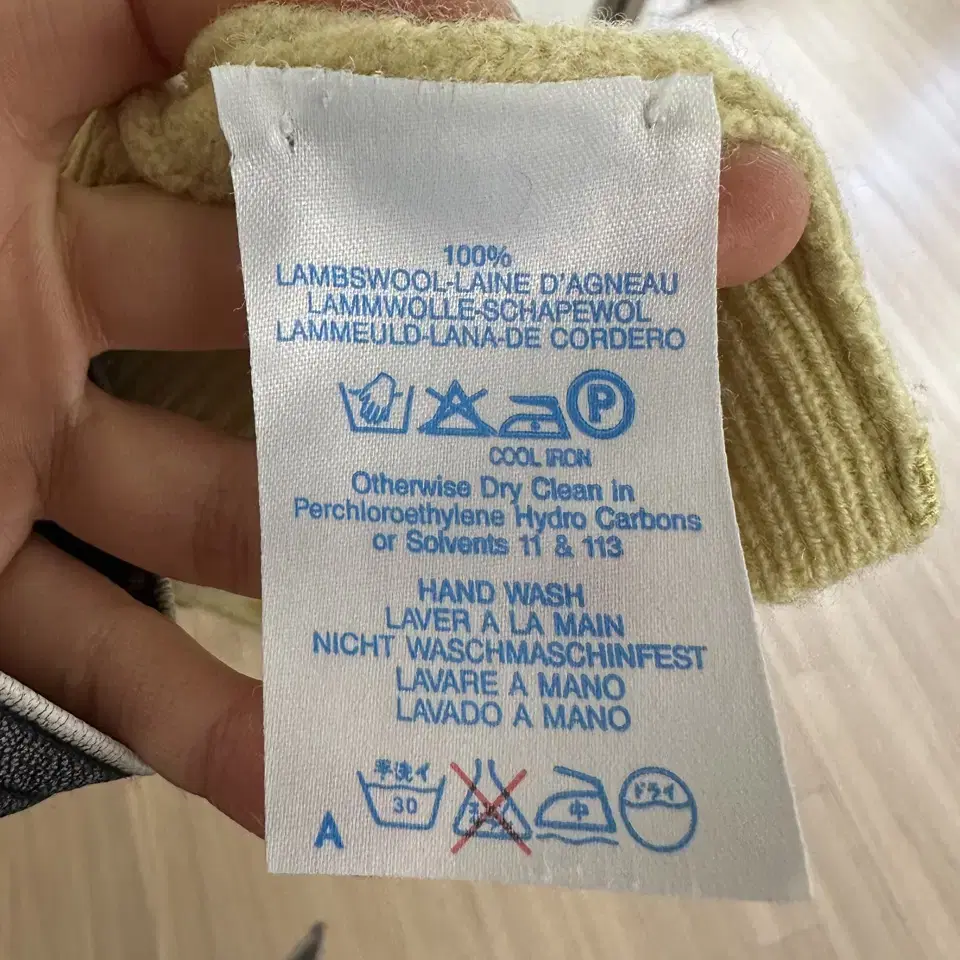 100%
LAMBSWOOL-LAINE D'AGNEAU
LAMMWOLLE-SCHAPEWOL
LAMMEULD-LANA-DE CORDERO
P
COOL IRON
Otherwise Dry Clean in
Perchloroethylene Hydro Carbons
or Solvents 11 & 113
HAND WASH
LAVER A LA MAIN
NICHT WASCHMASCHINFEST
LAVARE A MANO
LAVADO A MANO
手洗イ
30
中
ドライ
A